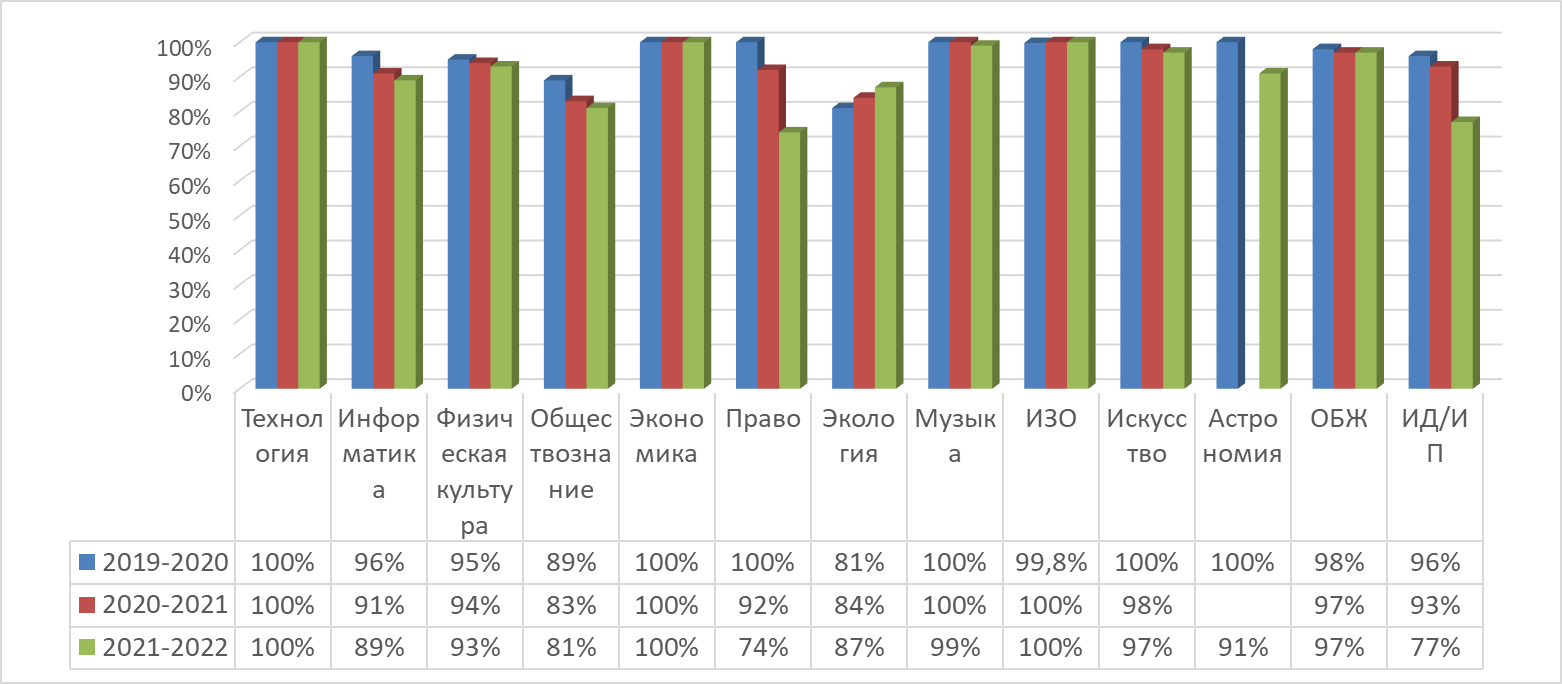 100%
90%
80%
70%
60%
50%
40%
30%
20%
10%
0%
Технол Инфор Физич Общес Эконо Право Эколо Музык ИЗО Искусс Астро ОБЖ ИД/И
огия матик еская твозна мика гия а тво номия П
а культу ние
ра
2019-2020 100% 96% 95% 89% 100% 100% 81% 100% 99,8% 100% 100% 98% 96%
2020-2021 100% 91% 94% 83% 100% 92% 84% 100% 100% 98% 97% 93%
2021-2022 100% 89% 93% 81% 100% 74% 87% 99% 100% 97% 91% 97% 77%